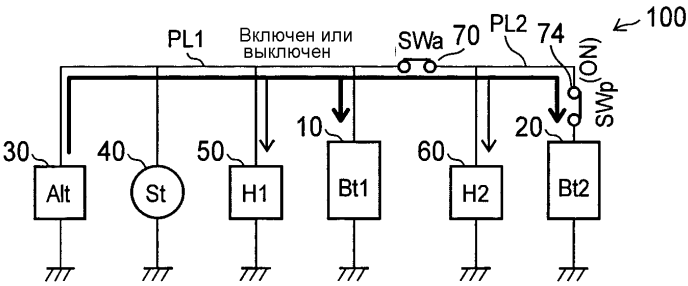 100
Включен или
выключен
PL1
SWa
70
PL2
74
(ON)
SWp
30
40
50
10
60
20
Alt
St
H1
Bt1
H2
Bt2